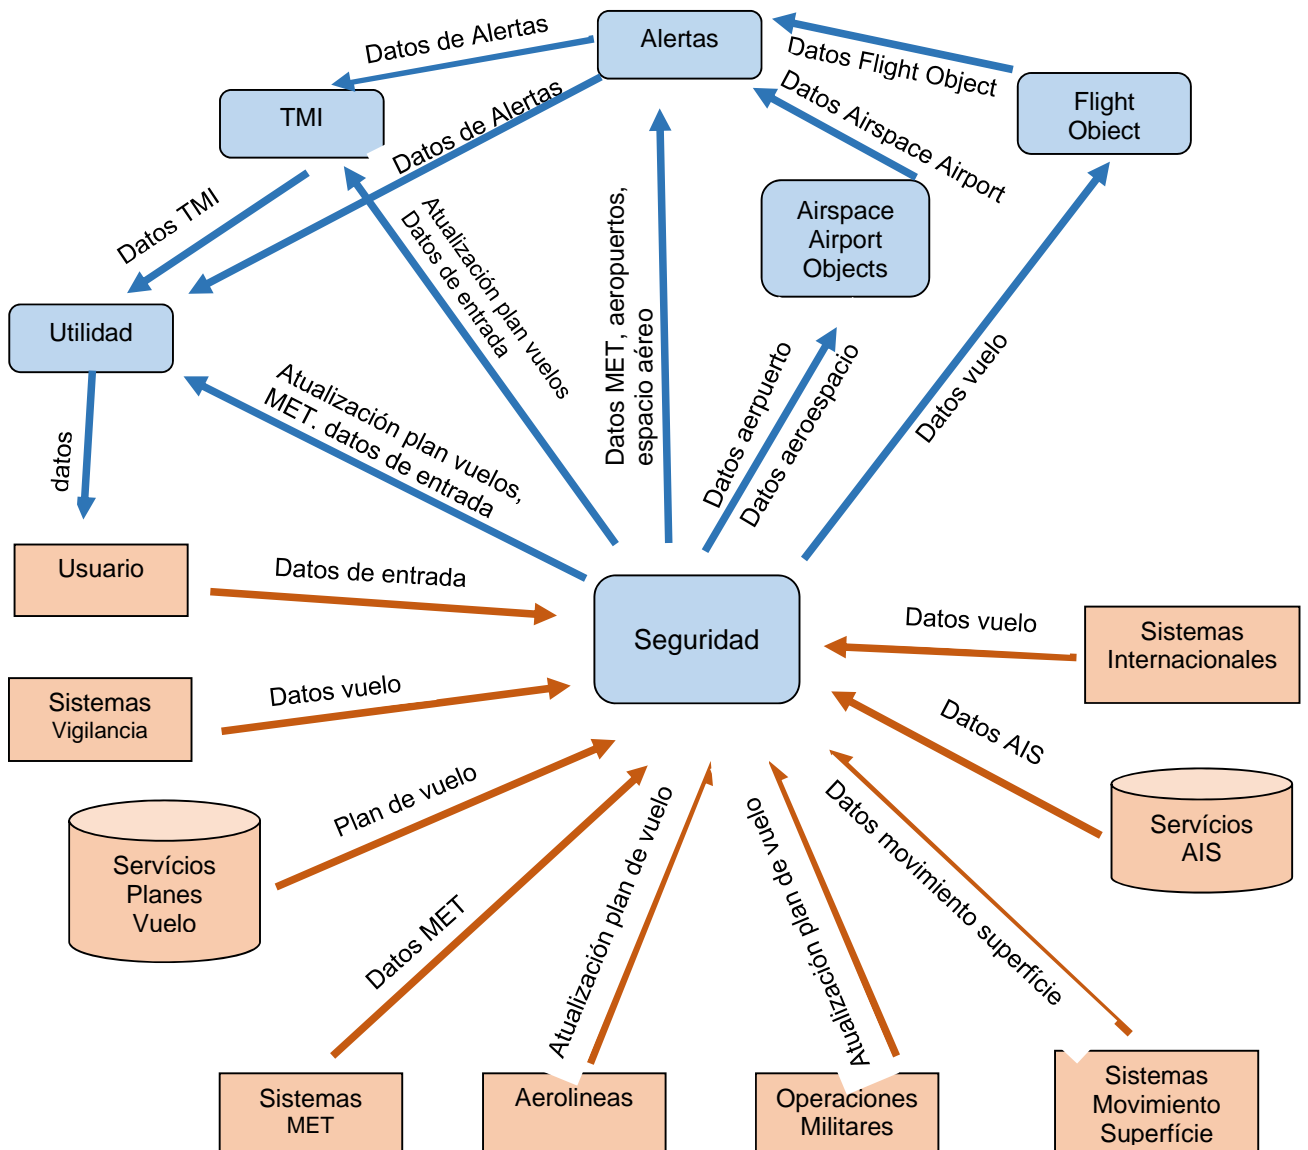 Datos de Alertas
Alertas
Datos Flight Object
Flight
Obiect
TMI
Datos de Alertas
Datos Airspace Airport
Airspace
Airport
Objects
Datos TMI
Atualización plan vuelos
Datos de entrada
Datos MET, aeropuertos,
espacio aéreo
Datos aerpuerto
Datos aeroespacio
Datos vuelo
Utilidad
Atualización plan vuelos,
MET. datos de entrada
datos
Usuario
Datos de entrada
Seguridad
Datos vuelo
Sistemas
Internacionales
Sistemas
Vigilancia
Datos vuelo
Datos AIS
Servícios
AIS
Plan de vuelo
Servícios
Planes
Vuelo
Datos MET
Atualización plan de vuelo
Atualización plan de vuelo
Datos movimiento superfície
Sistemas
MET
Aerolineas
Operaciones
Militares
Sistemas
Movimiento
Superfície